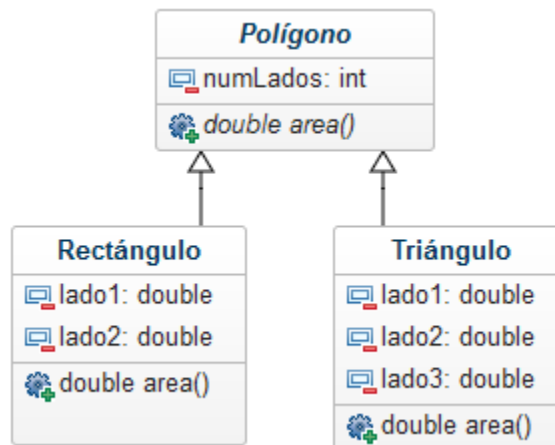 Polígono
numLados: int
double area()
Rectángulo
lado1: double
lado2: double
double area()
Triángulo
lado1: double
lado2: double
lado3: double
double area()